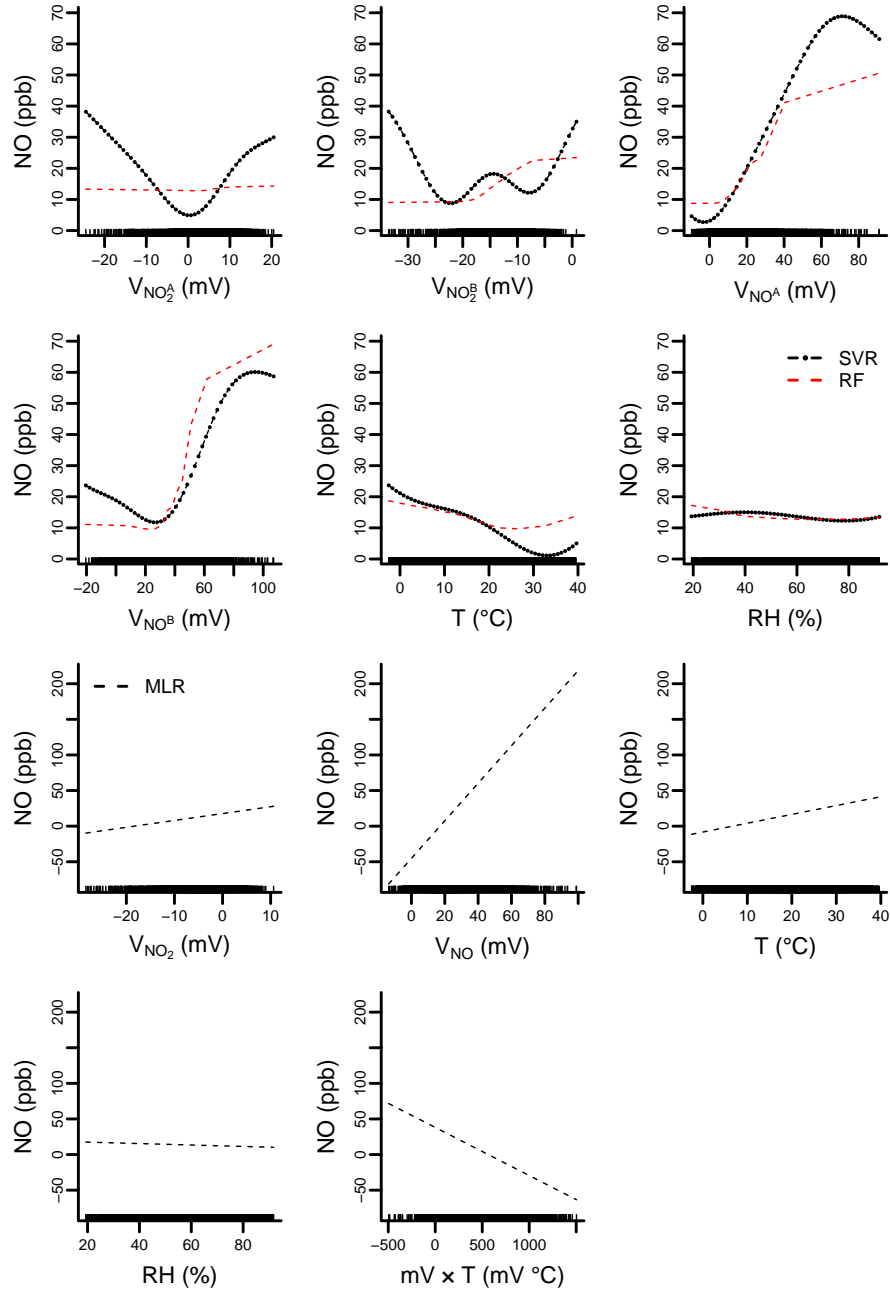 NO (ppb)
0 10 20 30 40 50 60 70
−20 −10 0 10 20
V_NO₂ᴬ (mV)
NO (ppb)
0 10 20 30 40 50 60 70
−30 −20 −10 0
V_NO₂ᴮ (mV)
NO (ppb)
0 10 20 30 40 50 60 70
0 20 40 60 80
V_NOᴬ (mV)
NO (ppb)
0 10 20 30 40 50 60 70
−20 20 60 100
V_NOᴮ (mV)
NO (ppb)
0 10 20 30 40 50 60 70
0 10 20 30 40
T (°C)
NO (ppb)
0 10 20 30 40 50 60 70
SVR
RF
20 40 60 80
RH (%)
NO (ppb)
−50 0 50 100 200
MLR
−20 −10 0 10
V_NO₂ (mV)
NO (ppb)
−50 0 50 100 200
0 20 40 60 80
V_NO (mV)
NO (ppb)
−50 0 50 100 200
0 10 20 30 40
T (°C)
NO (ppb)
−50 0 50 100 200
20 40 60 80
RH (%)
NO (ppb)
−50 0 50 100 200
−500 0 500 1000
mV × T (mV °C)